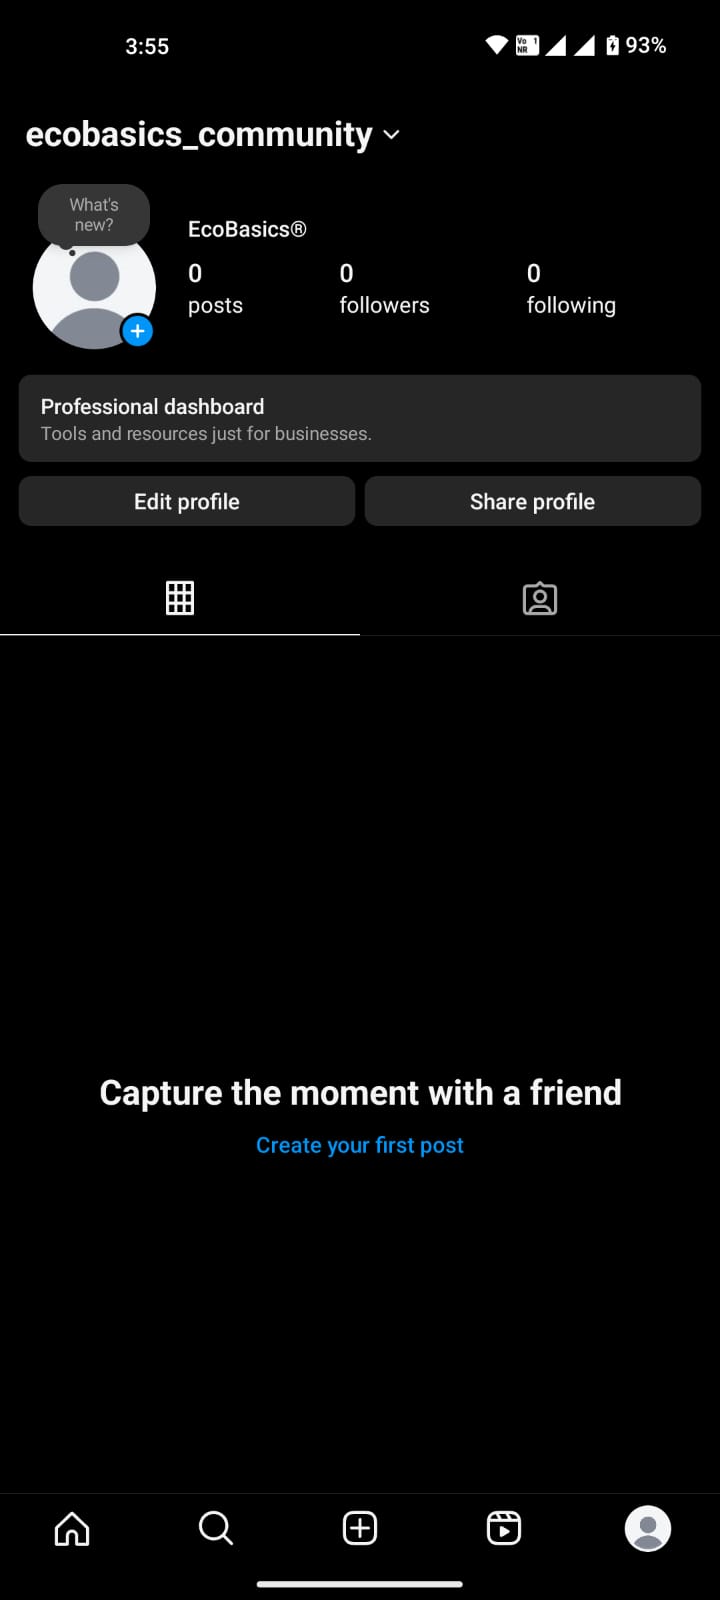 3:55
Vo 1
NR
93%
ecobasics_community
What's
new?
EcoBasics®
0 0 0
posts followers following
Professional dashboard
Tools and resources just for businesses.
Edit profile Share profile
Capture the moment with a friend
Create your first post